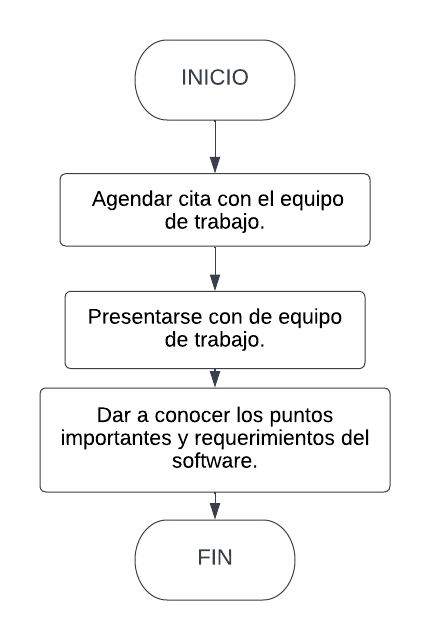 INICIO
Agendar cita con el equipo
de trabajo.
Presentarse con de equipo
de trabajo.
Dar a conocer los puntos
importantes y requerimientos del
software.
FIN